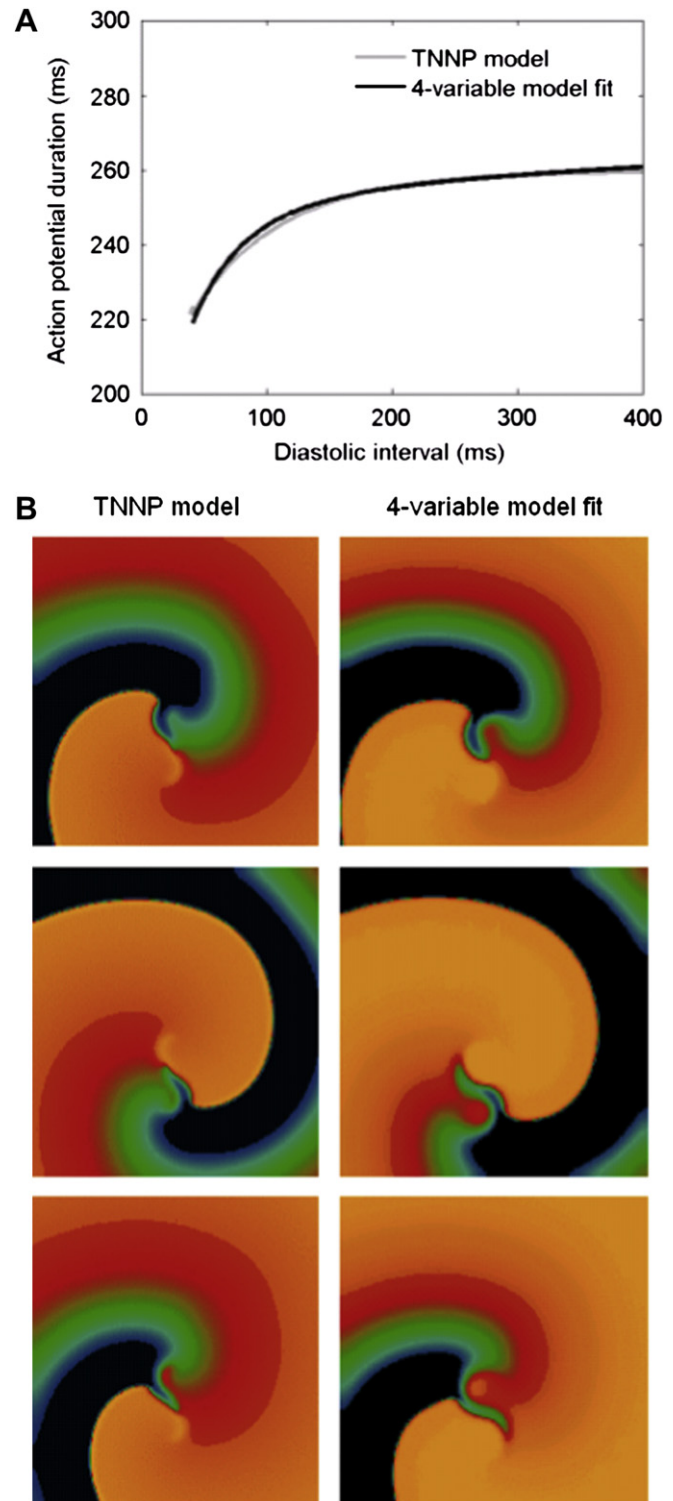 A
300
280
260
240
220
200
Action potential duration (ms)
TNNP model
4-variable model fit
0
100
200
300
400
Diastolic interval (ms)
B
TNNP model
4-variable model fit